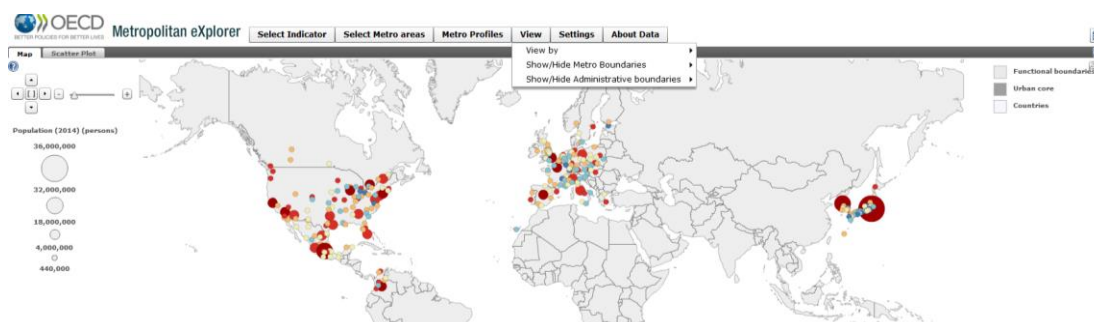 OECD
BETTER POLICIES FOR BETTER LIVES
Metropolitan eXplorer
Select Indicator
Select Metro areas
Metro Profiles
View
Settings
About Data
View by
Show/Hide Metro Boundaries
Show/Hide Administrative boundaries
Map
Scatter Plot
Population (2014) (persons)
36,000,000
32,000,000
18,000,000
4,000,000
440,000
Functional boundaries
Urban core
Countries